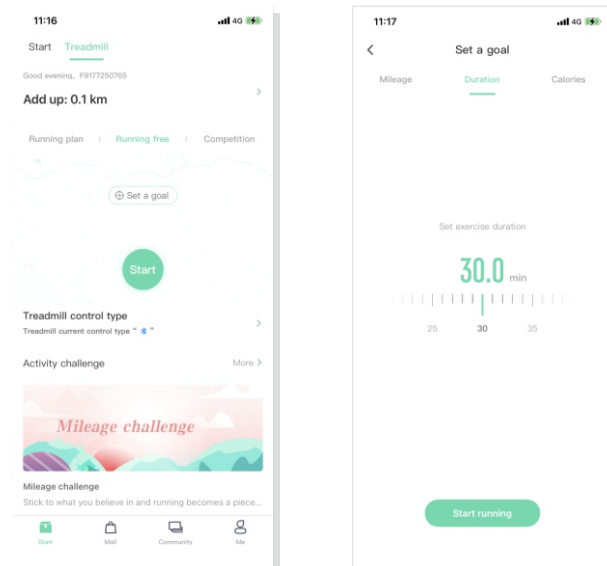 11:16
4G
Start Treadmill
Good evening, F9177250765
Add up: 0.1 km
Running plan Running free Competition
Set a goal
Start
Treadmill control type
Treadmill current control type " "
Activity challenge More
Mileage challenge
Mileage challenge
Stick to what you believe in and running becomes a piece...
Start Mall Community Me
11:17
4G
Set a goal
Mileage Duration Calories
Set exercise duration
30.0 min
25 30 35
Start running